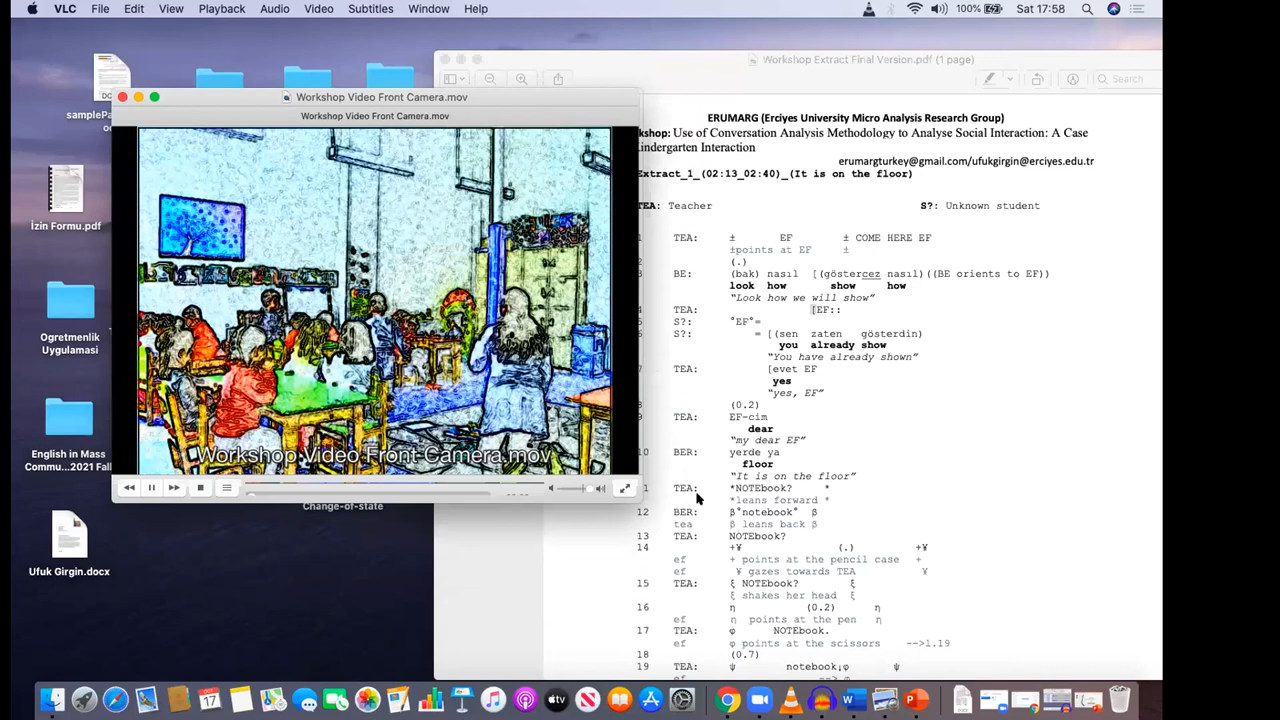 VLC File Edit View Playback Audio Video Subtitles Window Help 100% Sat 17:58
Workshop Extract Final Version.pdf (1 page)
Search
Workshop Video Front Camera.mov
Workshop Video Front Camera.mov
Workshop Video Front Camera.mov
İzin Formu.pdf
Ogretmenlik
Uygulamasi
English in Mass
Commu...2021 Fall
Ufuk Girgin.docx
Change-of-state
ERUMARG (Erciyes University Micro Analysis Research Group)
kshop: Use of Conversation Analysis Methodology to Analyse Social Interaction: A Case
indergarten Interaction
erumargturkey@gmail.com/ufukgirgin@erciyes.edu.tr
Extract_1_(02:13_02:40)_(It is on the floor)
TEA: Teacher S?: Unknown student
1 TEA: ± EF ± COME HERE EF
±points at EF ±
2 (.)
3 BE: (bak) nasıl [(göstercez nasıl)((BE orients to EF))
look how show how
"Look how we will show"
4 TEA: [EF::
5 S?: °EF°=
6 S?: = [(sen zaten gösterdin)
you already show
"You have already shown"
7 TEA: [evet EF
yes
"yes, EF"
8 (0.2)
9 TEA: EF-cim
dear
"my dear EF"
10 BER: yerde ya
floor
"It is on the floor"
1 TEA: *NOTEbook? *
*leans forward *
12 BER: β°notebook° β
tea β leans back β
13 TEA: NOTEbook?
14 +¥ (.) +¥
ef + points at the pencil case +
ef ¥ gazes towards TEA ¥
15 TEA: ξ NOTEbook? ξ
ξ shakes her head ξ
16 η (0.2) η
ef η points at the pen η
17 TEA: φ NOTEbook.
ef φ points at the scissors -->l.19
18 (0.7)
19 TEA: ψ notebook¡φ ψ
ef --> φ
17